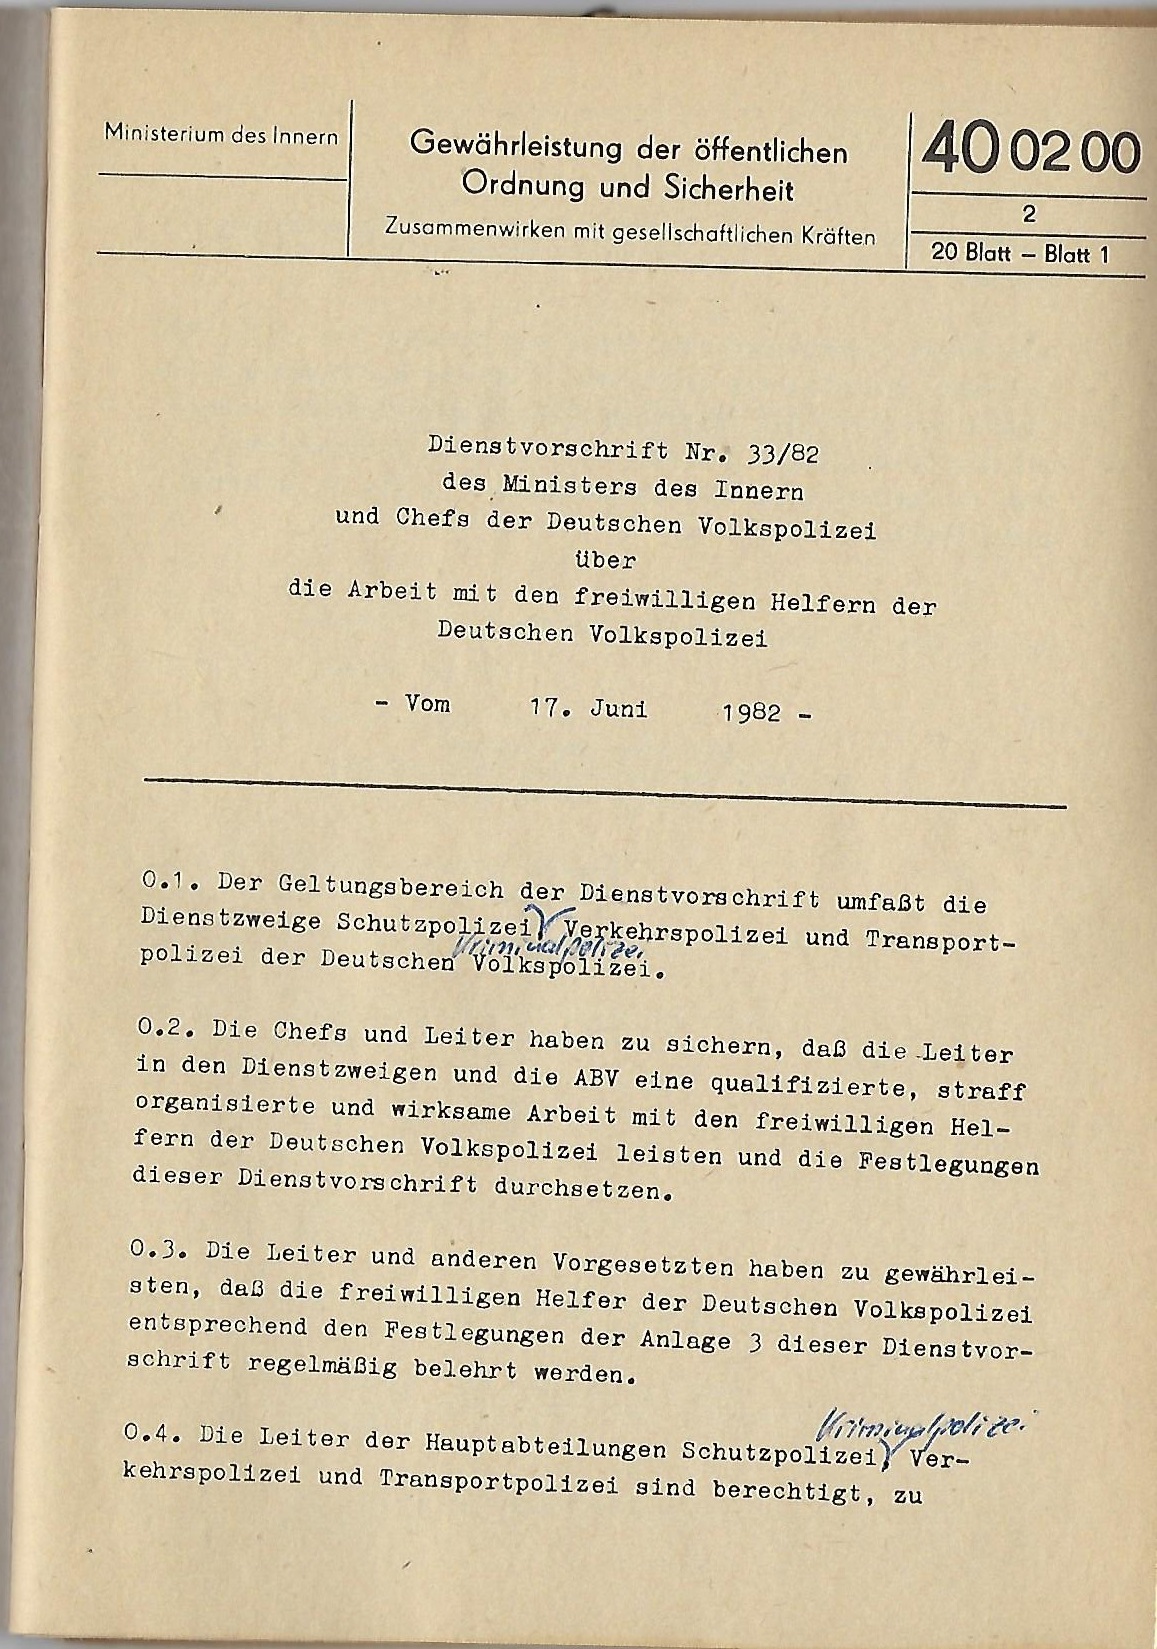 Ministerium des Innern
Gewährleistung der öffentlichen
Ordnung und Sicherheit
Zusammenwirken mit gesellschaftlichen Kräften
40 02 00
2
20 Blatt – Blatt 1
Dienstvorschrift Nr. 33/82
des Ministers des Innern
und Chefs der Deutschen Volkspolizei
über
die Arbeit mit den freiwilligen Helfern der
Deutschen Volkspolizei
- Vom 17. Juni 1982 -
0.1. Der Geltungsbereich der Dienstvorschrift umfaßt die
Dienstzweige Schutzpolizei, Verkehrspolizei und Transport-
Kriminalpolizei
polizei der Deutschen Volkspolizei.
0.2. Die Chefs und Leiter haben zu sichern, daß die Leiter
in den Dienstzweigen und die ABV eine qualifizierte, straff
organisierte und wirksame Arbeit mit den freiwilligen Hel-
fern der Deutschen Volkspolizei leisten und die Festlegungen
dieser Dienstvorschrift durchsetzen.
0.3. Die Leiter und anderen Vorgesetzten haben zu gewährlei-
sten, daß die freiwilligen Helfer der Deutschen Volkspolizei
entsprechend den Festlegungen der Anlage 3 dieser Dienstvor-
schrift regelmäßig belehrt werden.
Kriminalpolizei
0.4. Die Leiter der Hauptabteilungen Schutzpolizei, Ver-
kehrspolizei und Transportpolizei sind berechtigt, zu